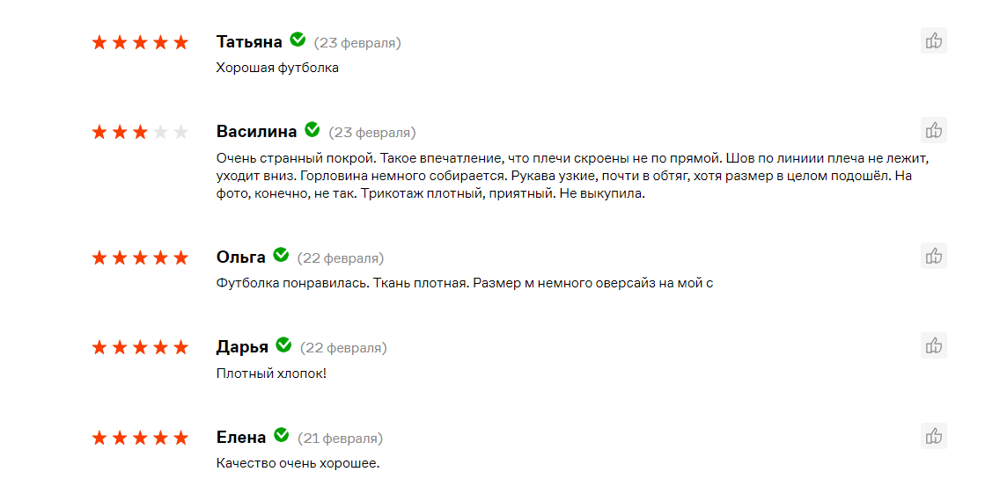 Татьяна (23 февраля)
Хорошая футболка
Василина (23 февраля)
Очень странный покрой. Такое впечатление, что плечи скроены не по прямой. Шов по линиии плеча не лежит,
уходит вниз. Горловина немного собирается. Рукава узкие, почти в обтяг, хотя размер в целом подошёл. На
фото, конечно, не так. Трикотаж плотный, приятный. Не выкупила.
Ольга (22 февраля)
Футболка понравилась. Ткань плотная. Размер м немного оверсайз на мой с
Дарья (22 февраля)
Плотный хлопок!
Елена (21 февраля)
Качество очень хорошее.